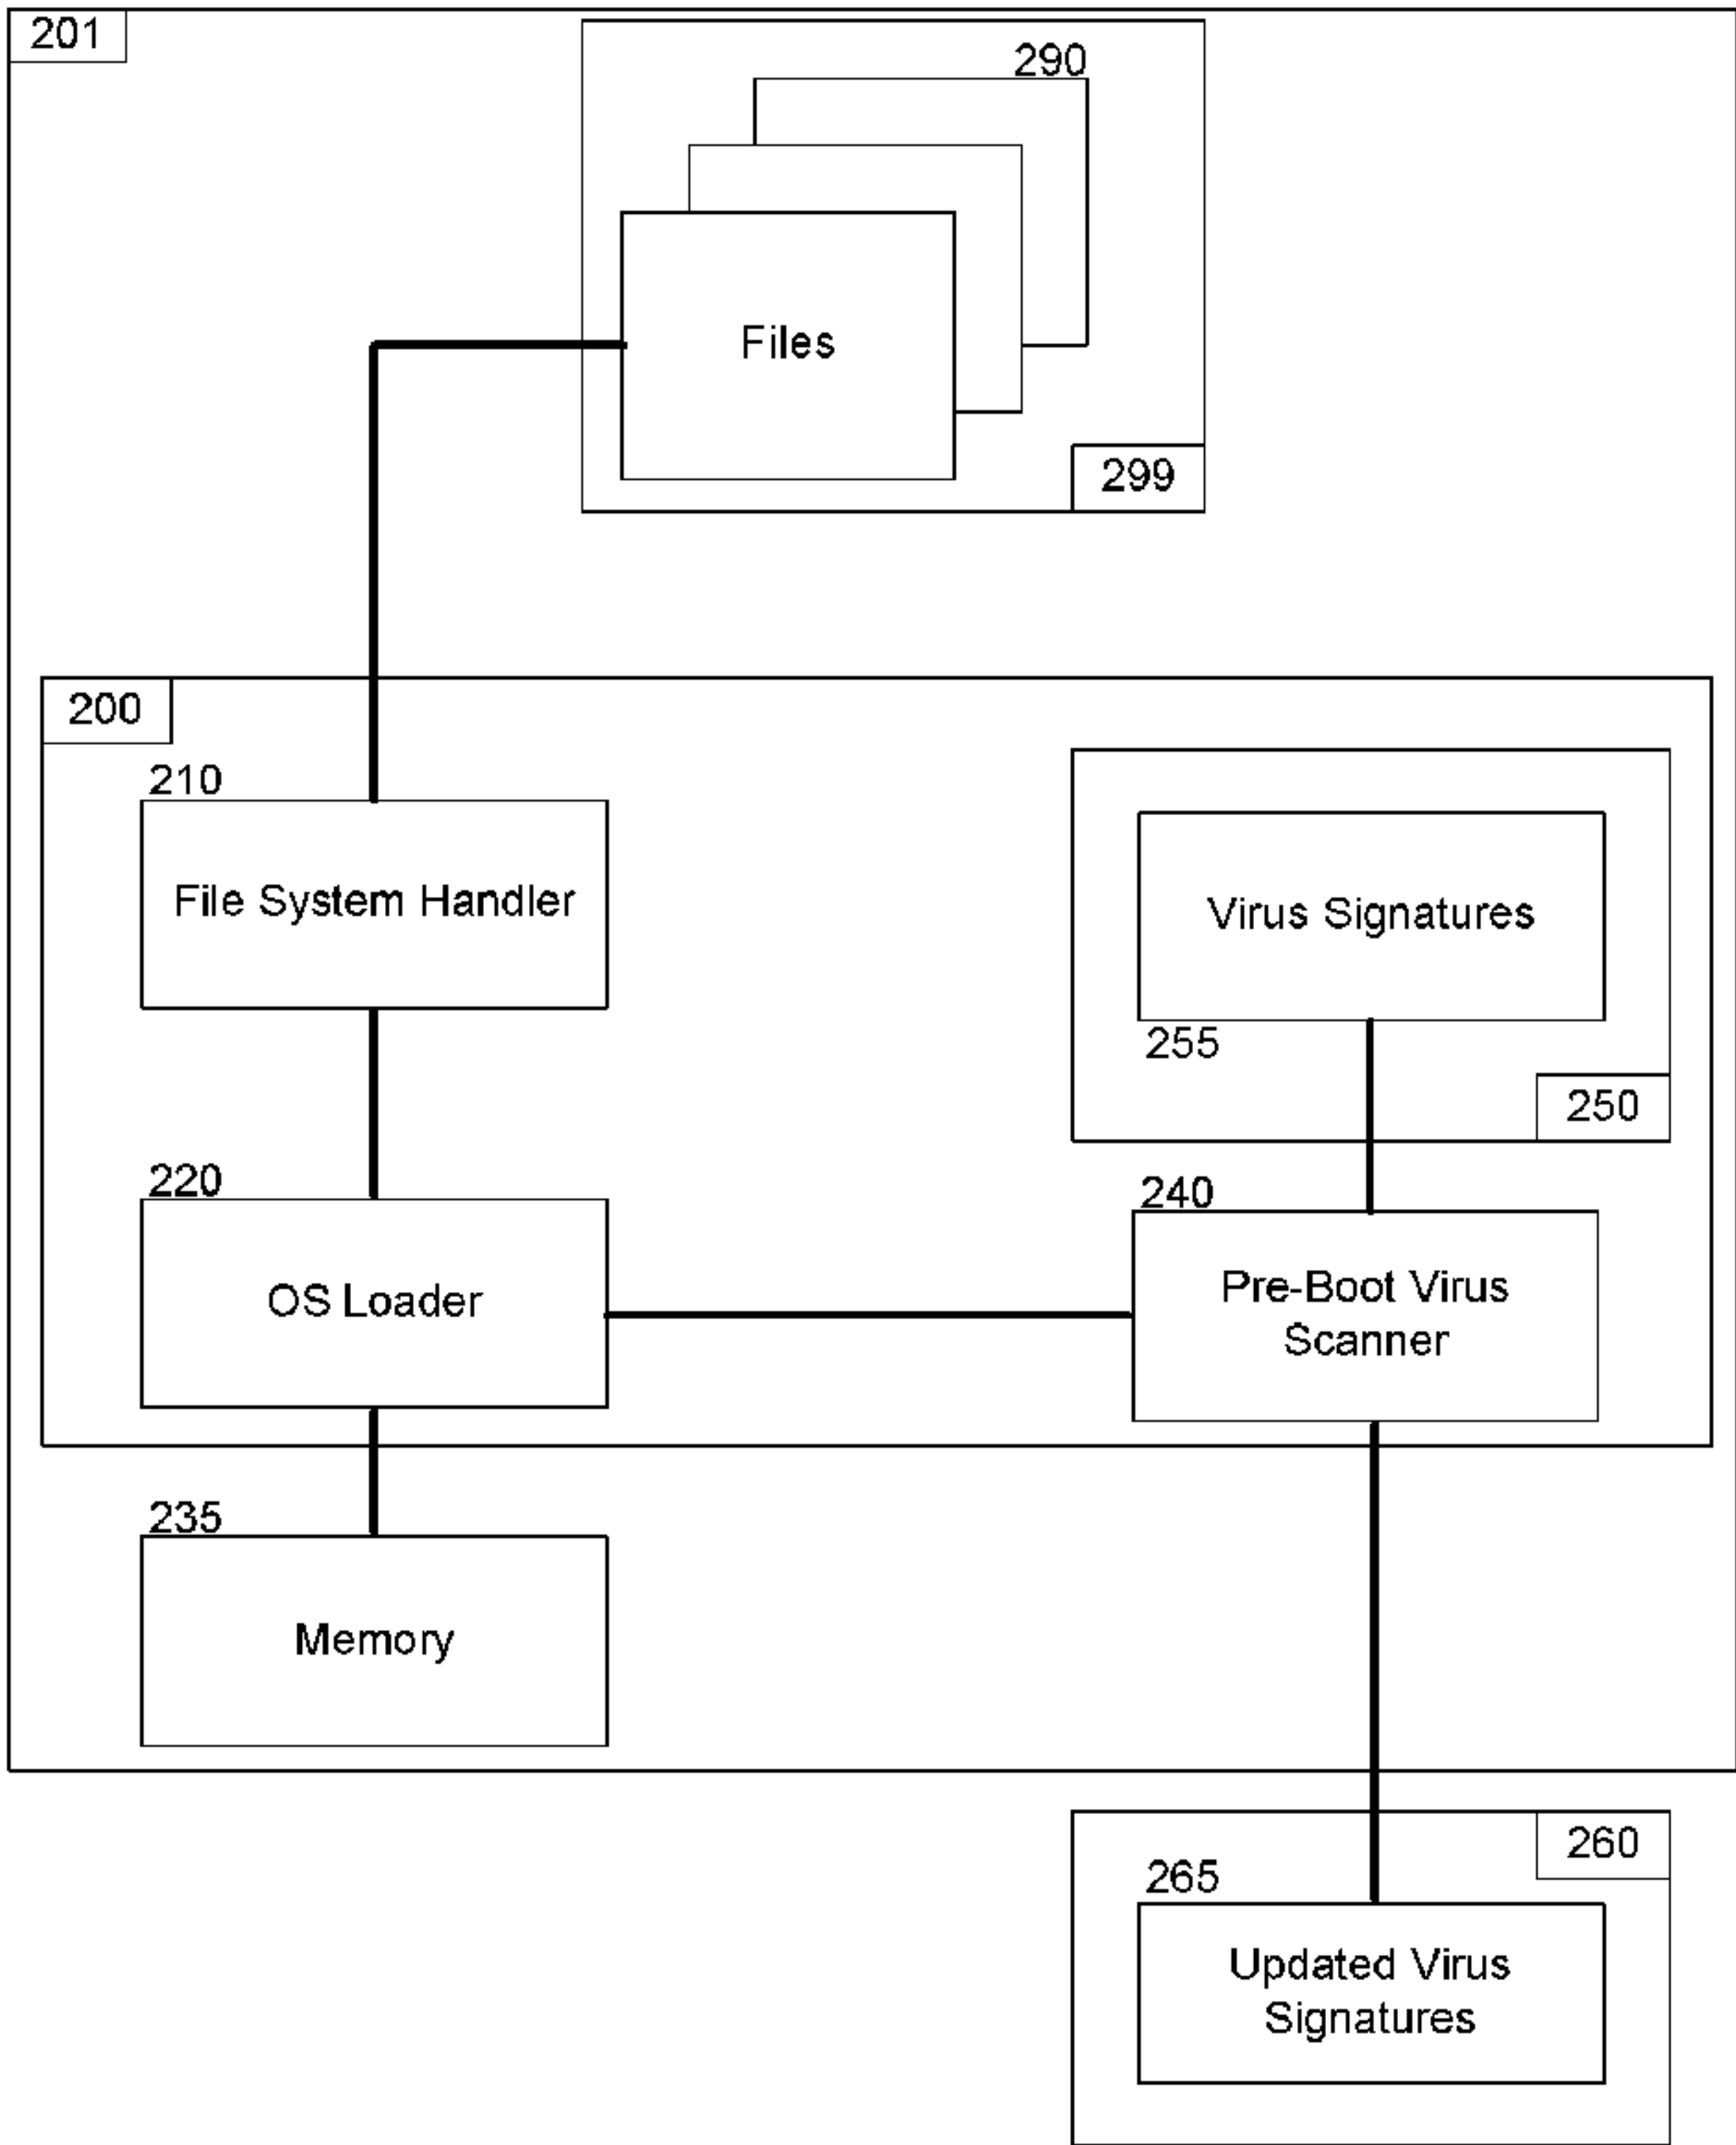 201
290
Files
299
200
210
File System Handler
Virus Signatures
255
250
220
OS Loader
240
Pre-Boot Virus
Scanner
235
Memory
260
265
Updated Virus
Signatures